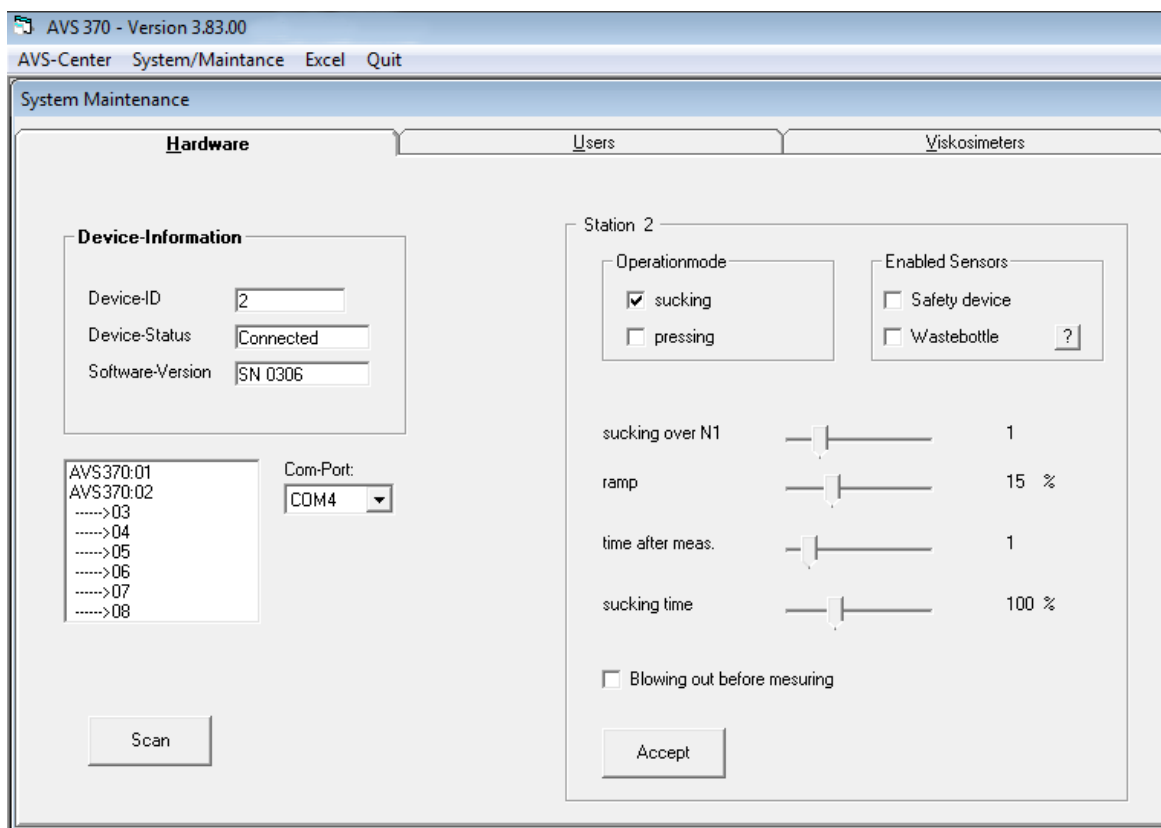 AVS 370 - Version 3.83.00
AVS-Center System/Maintance Excel Quit
System Maintenance
Hardware Users Viskosimeters
Device-Information
Device-ID 2
Device-Status Connected
Software-Version SN 0306
AVS370:01
AVS370:02
------>03
------>04
------>05
------>06
------>07
------>08
Com-Port:
COM4
Scan
Station 2
Operationmode
sucking
pressing
Enabled Sensors
Safety device
Wastebottle ?
sucking over N1 1
ramp 15 %
time after meas. 1
sucking time 100 %
Blowing out before mesuring
Accept